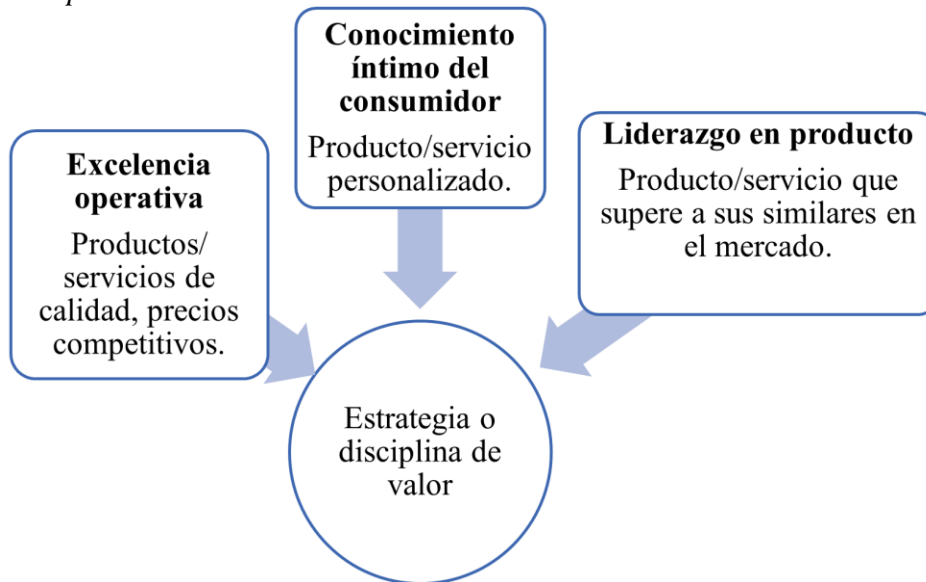 Conocimiento
íntimo del
consumidor
Producto/servicio
personalizado.
Liderazgo en producto
Producto/servicio que
supere a sus similares en
el mercado.
Excelencia
operativa
Productos/
servicios de
calidad, precios
competitivos.
Estrategia o
disciplina de
valor